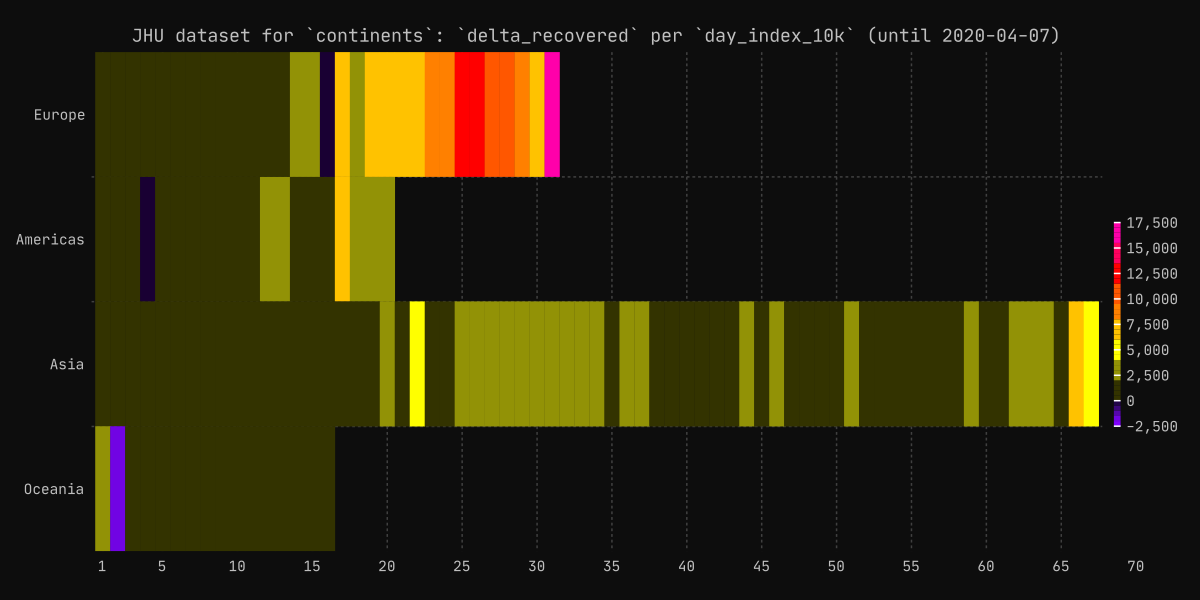 JHU dataset for `continents`: `delta_recovered` per `day_index_10k` (until 2020-04-07)
Europe
Americas
Asia
Oceania
17,500
15,000
12,500
10,000
7,500
5,000
2,500
0
-2,500
1 5 10 15 20 25 30 35 40 45 50 55 60 65 70